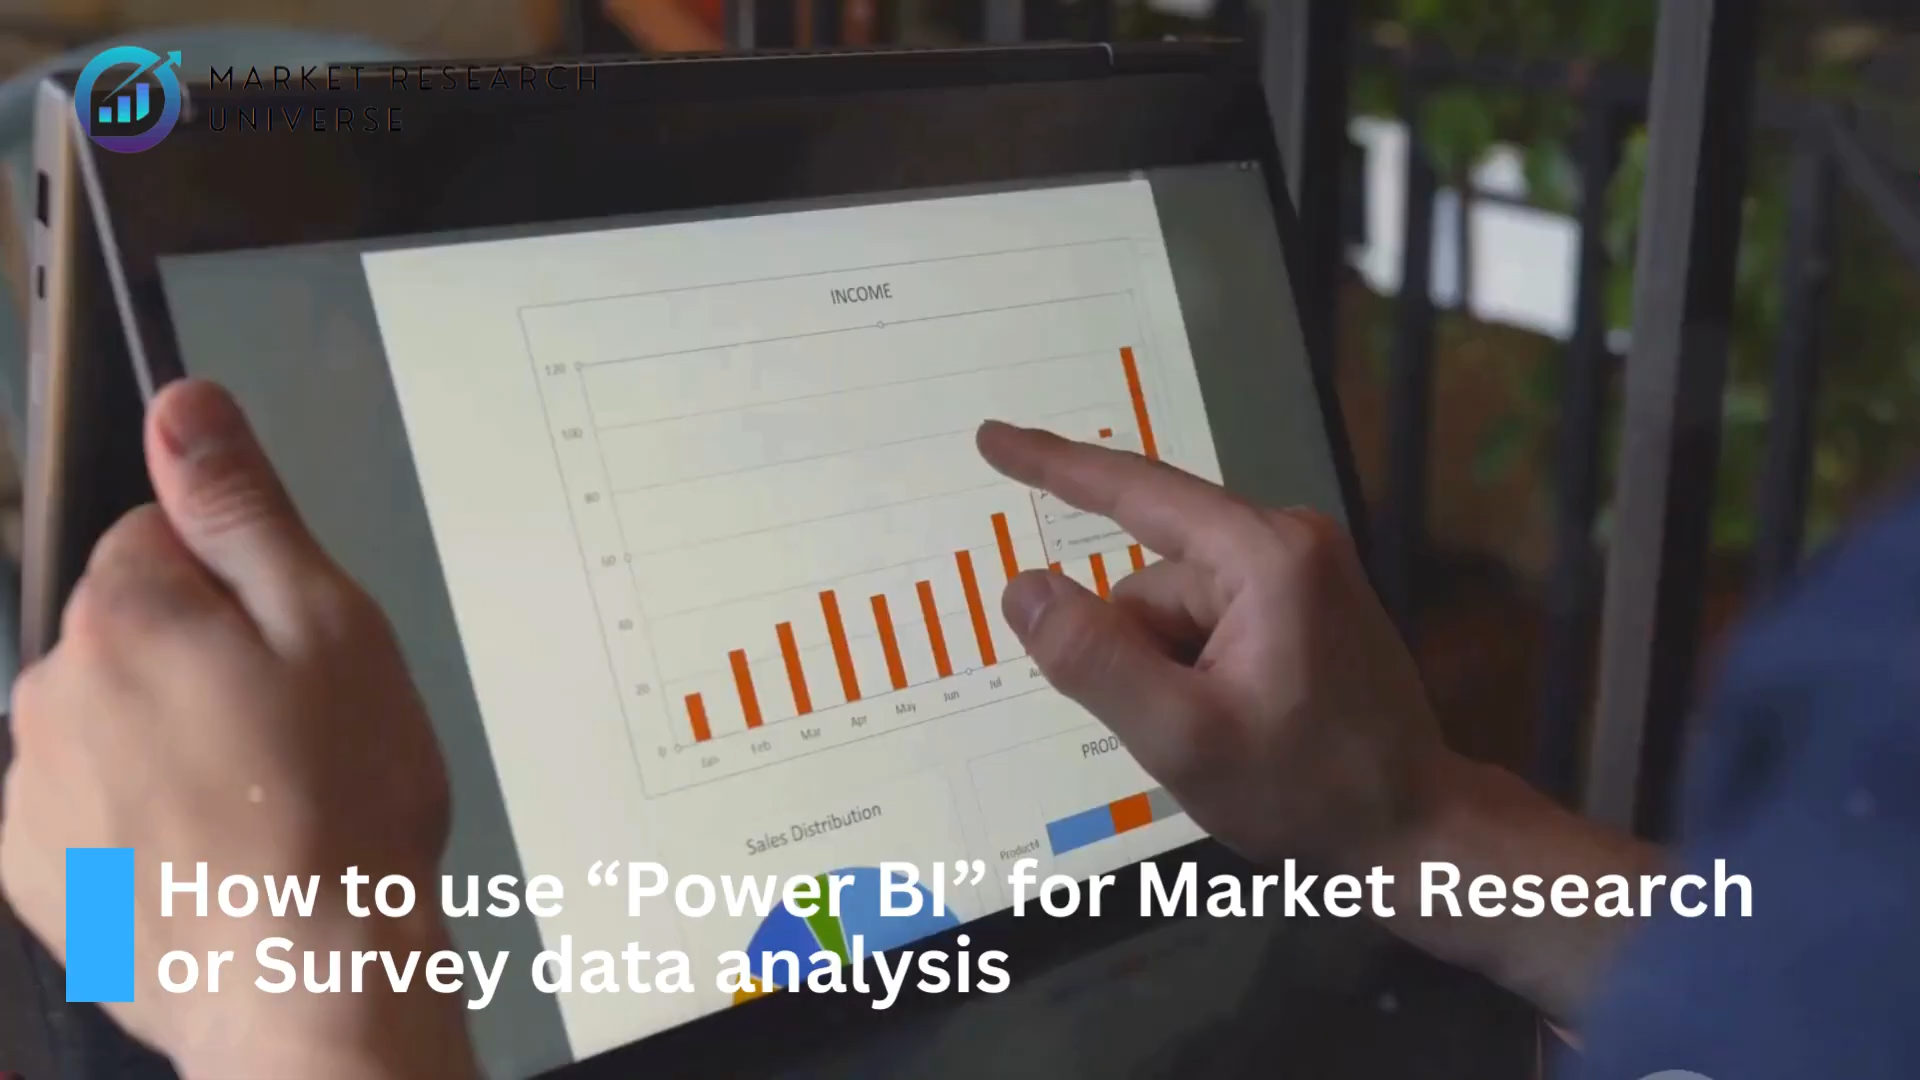 MARKET RESEARCH
UNIVERSE
INCOME
120
100
80
60
40
20
0
Jan
Feb
Mar
Apr
May
Jun
Jul
Sales Distribution
Product4
How to use “Power BI” for Market Research
or Survey data analysis